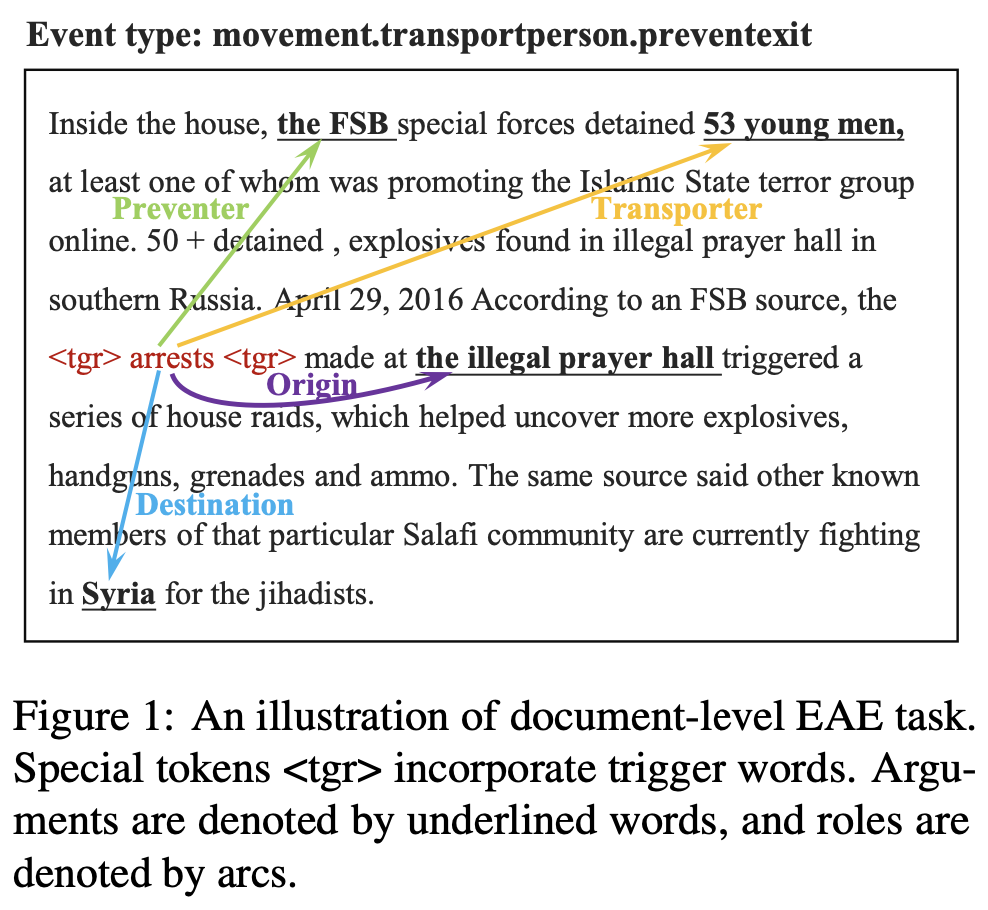 Event type: movement.transportperson.preventexit
Inside the house, the FSB special forces detained 53 young men,
at least one of whom was promoting the Islamic State terror group
Preventer
Transporter
online. 50 + detained , explosives found in illegal prayer hall in
southern Russia. April 29, 2016 According to an FSB source, the
<tgr> arrests <tgr> made at the illegal prayer hall triggered a
Origin
series of house raids, which helped uncover more explosives,
handguns, grenades and ammo. The same source said other known
Destination
members of that particular Salafi community are currently fighting
in Syria for the jihadists.
Figure 1: An illustration of document-level EAE task.
Special tokens <tgr> incorporate trigger words. Argu-
ments are denoted by underlined words, and roles are
denoted by arcs.